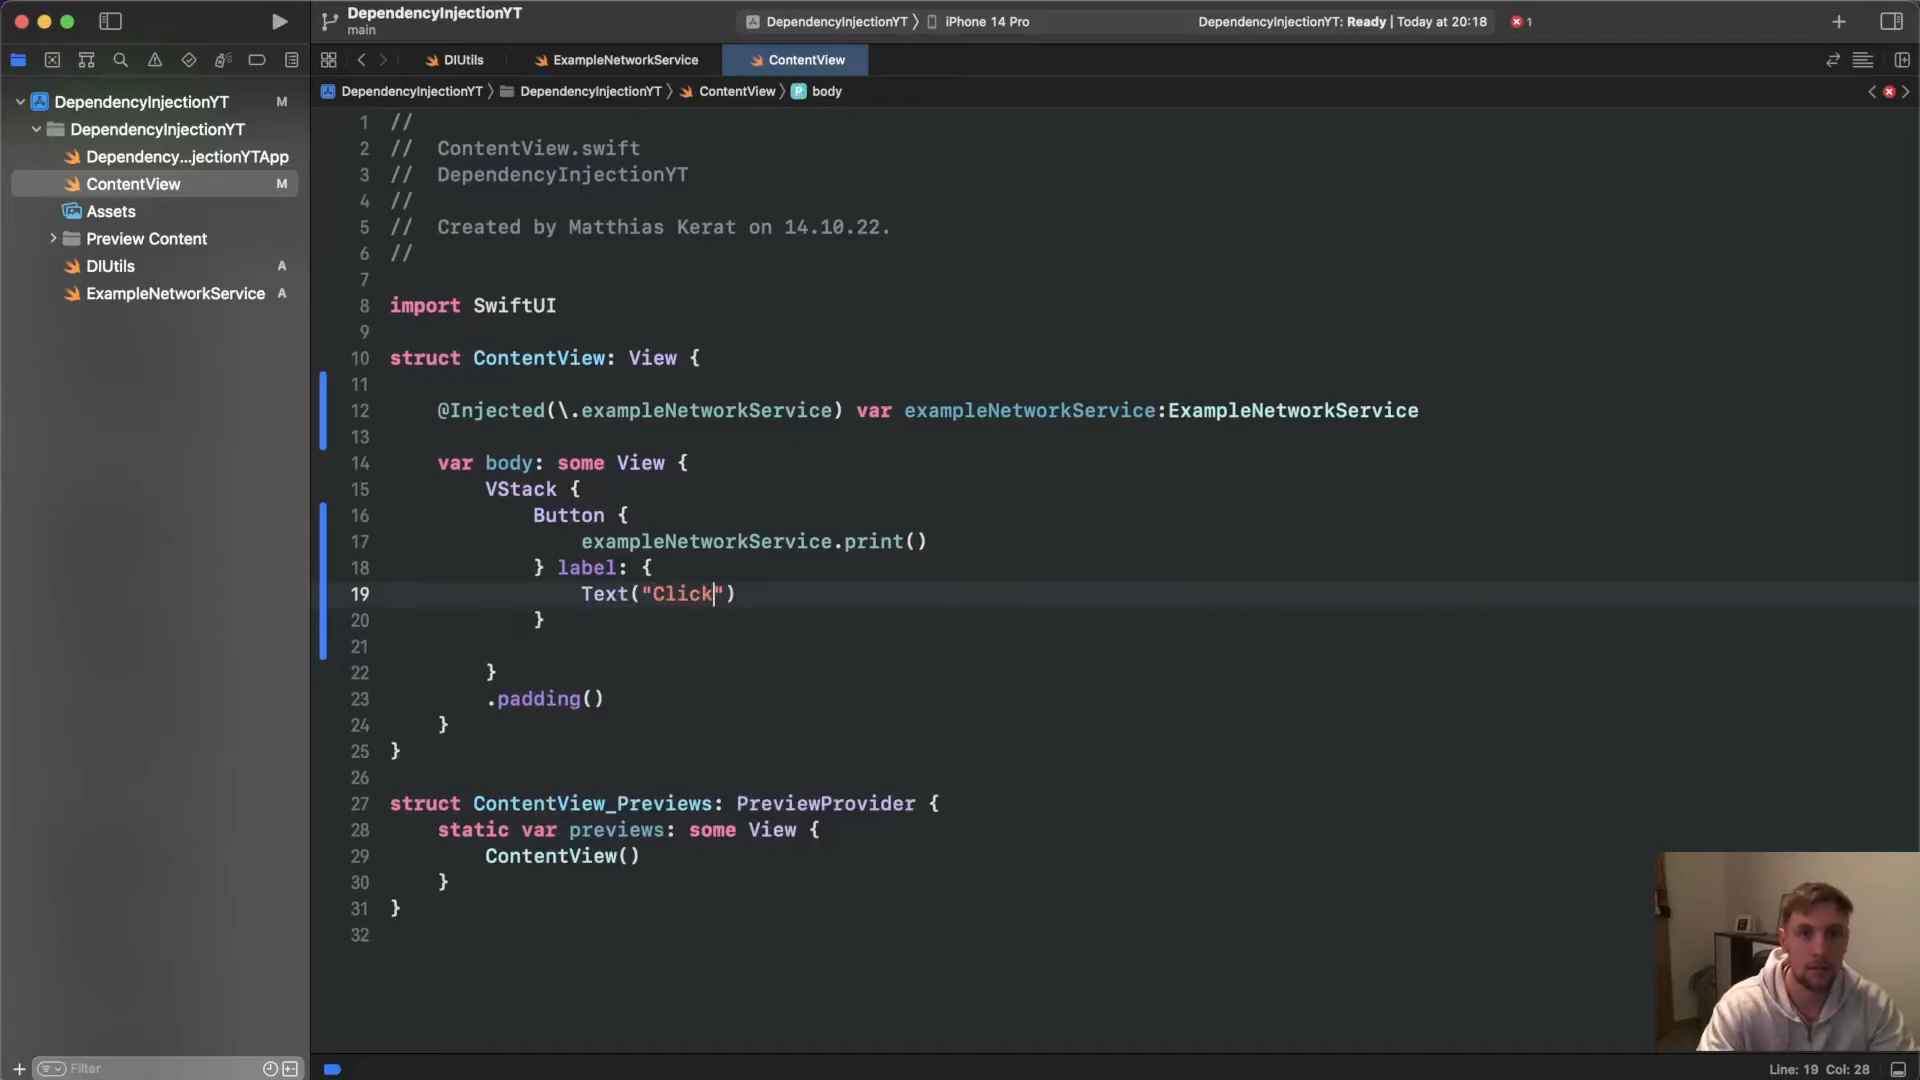 DependencyInjectionYT
main
DependencyInjectionYT 〉 iPhone 14 Pro
DependencyInjectionYT: Ready | Today at 20:18
1
DIUtils
ExampleNetworkService
ContentView
DependencyInjectionYT 〉 DependencyInjectionYT 〉 ContentView 〉 P body
DependencyInjectionYT M
DependencyInjectionYT
Dependency...jectionYTApp
ContentView M
Assets
Preview Content
DIUtils A
ExampleNetworkService A
1 //
2 //  ContentView.swift
3 //  DependencyInjectionYT
4 //
5 //  Created by Matthias Kerat on 14.10.22.
6 //
7
8 import SwiftUI
9
10 struct ContentView: View {
11
12     @Injected(\.exampleNetworkService) var exampleNetworkService:ExampleNetworkService
13
14     var body: some View {
15         VStack {
16             Button {
17                 exampleNetworkService.print()
18             } label: {
19                 Text("Click")
20             }
21
22         }
23         .padding()
24     }
25 }
26
27 struct ContentView_Previews: PreviewProvider {
28     static var previews: some View {
29         ContentView()
30     }
31 }
32
Filter
Line: 19 Col: 28